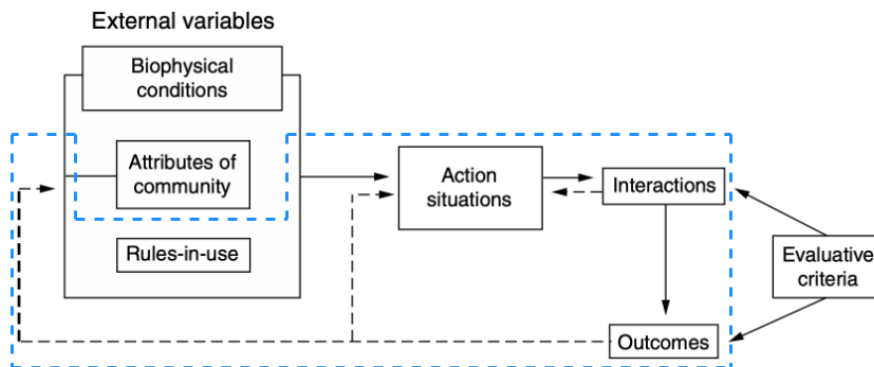 External variables
Biophysical
conditions
Attributes of
community
Rules-in-use
Action
situations
Interactions
Outcomes
Evaluative
criteria